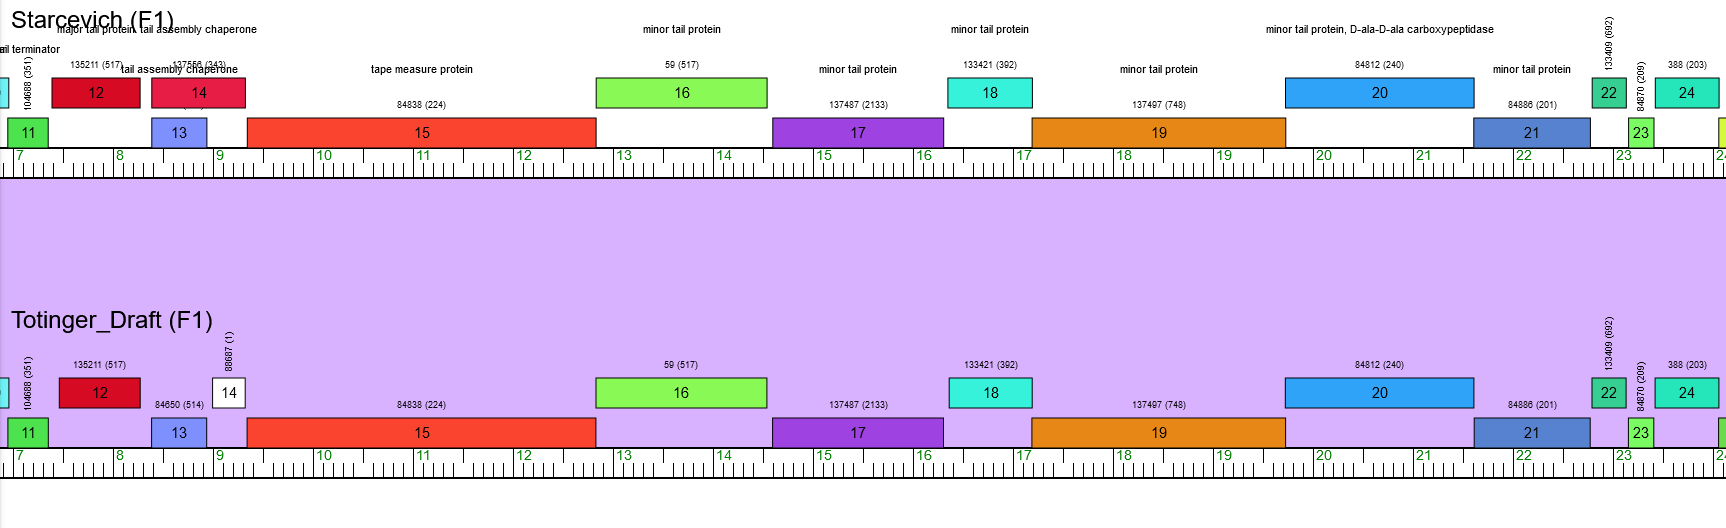 Starcevich (F1)
major tail protein tail assembly chaperone minor tail protein minor tail protein minor tail protein, D-ala-D-ala carboxypeptidase
tail terminator
tail assembly chaperone tape measure protein minor tail protein minor tail protein minor tail protein
104688 (351) 135211 (517) 137556 (343) 59 (517) 133421 (392) 84812 (240) 133409 (692) 84870 (209) 388 (203)
12 14 16 18 20 22 24
84838 (224) 137487 (2133) 137497 (748) 84886 (201)
11 13 15 17 19 21 23
7 8 9 10 11 12 13 14 15 16 17 18 19 20 21 22 23
Totinger_Draft (F1)
104688 (351) 135211 (517) 88687 (1) 59 (517) 133421 (392) 84812 (240) 133409 (692) 84870 (209) 388 (203)
12 14 16 18 20 22 24
84650 (514) 84838 (224) 137487 (2133) 137497 (748) 84886 (201)
11 13 15 17 19 21 23
7 8 9 10 11 12 13 14 15 16 17 18 19 20 21 22 23